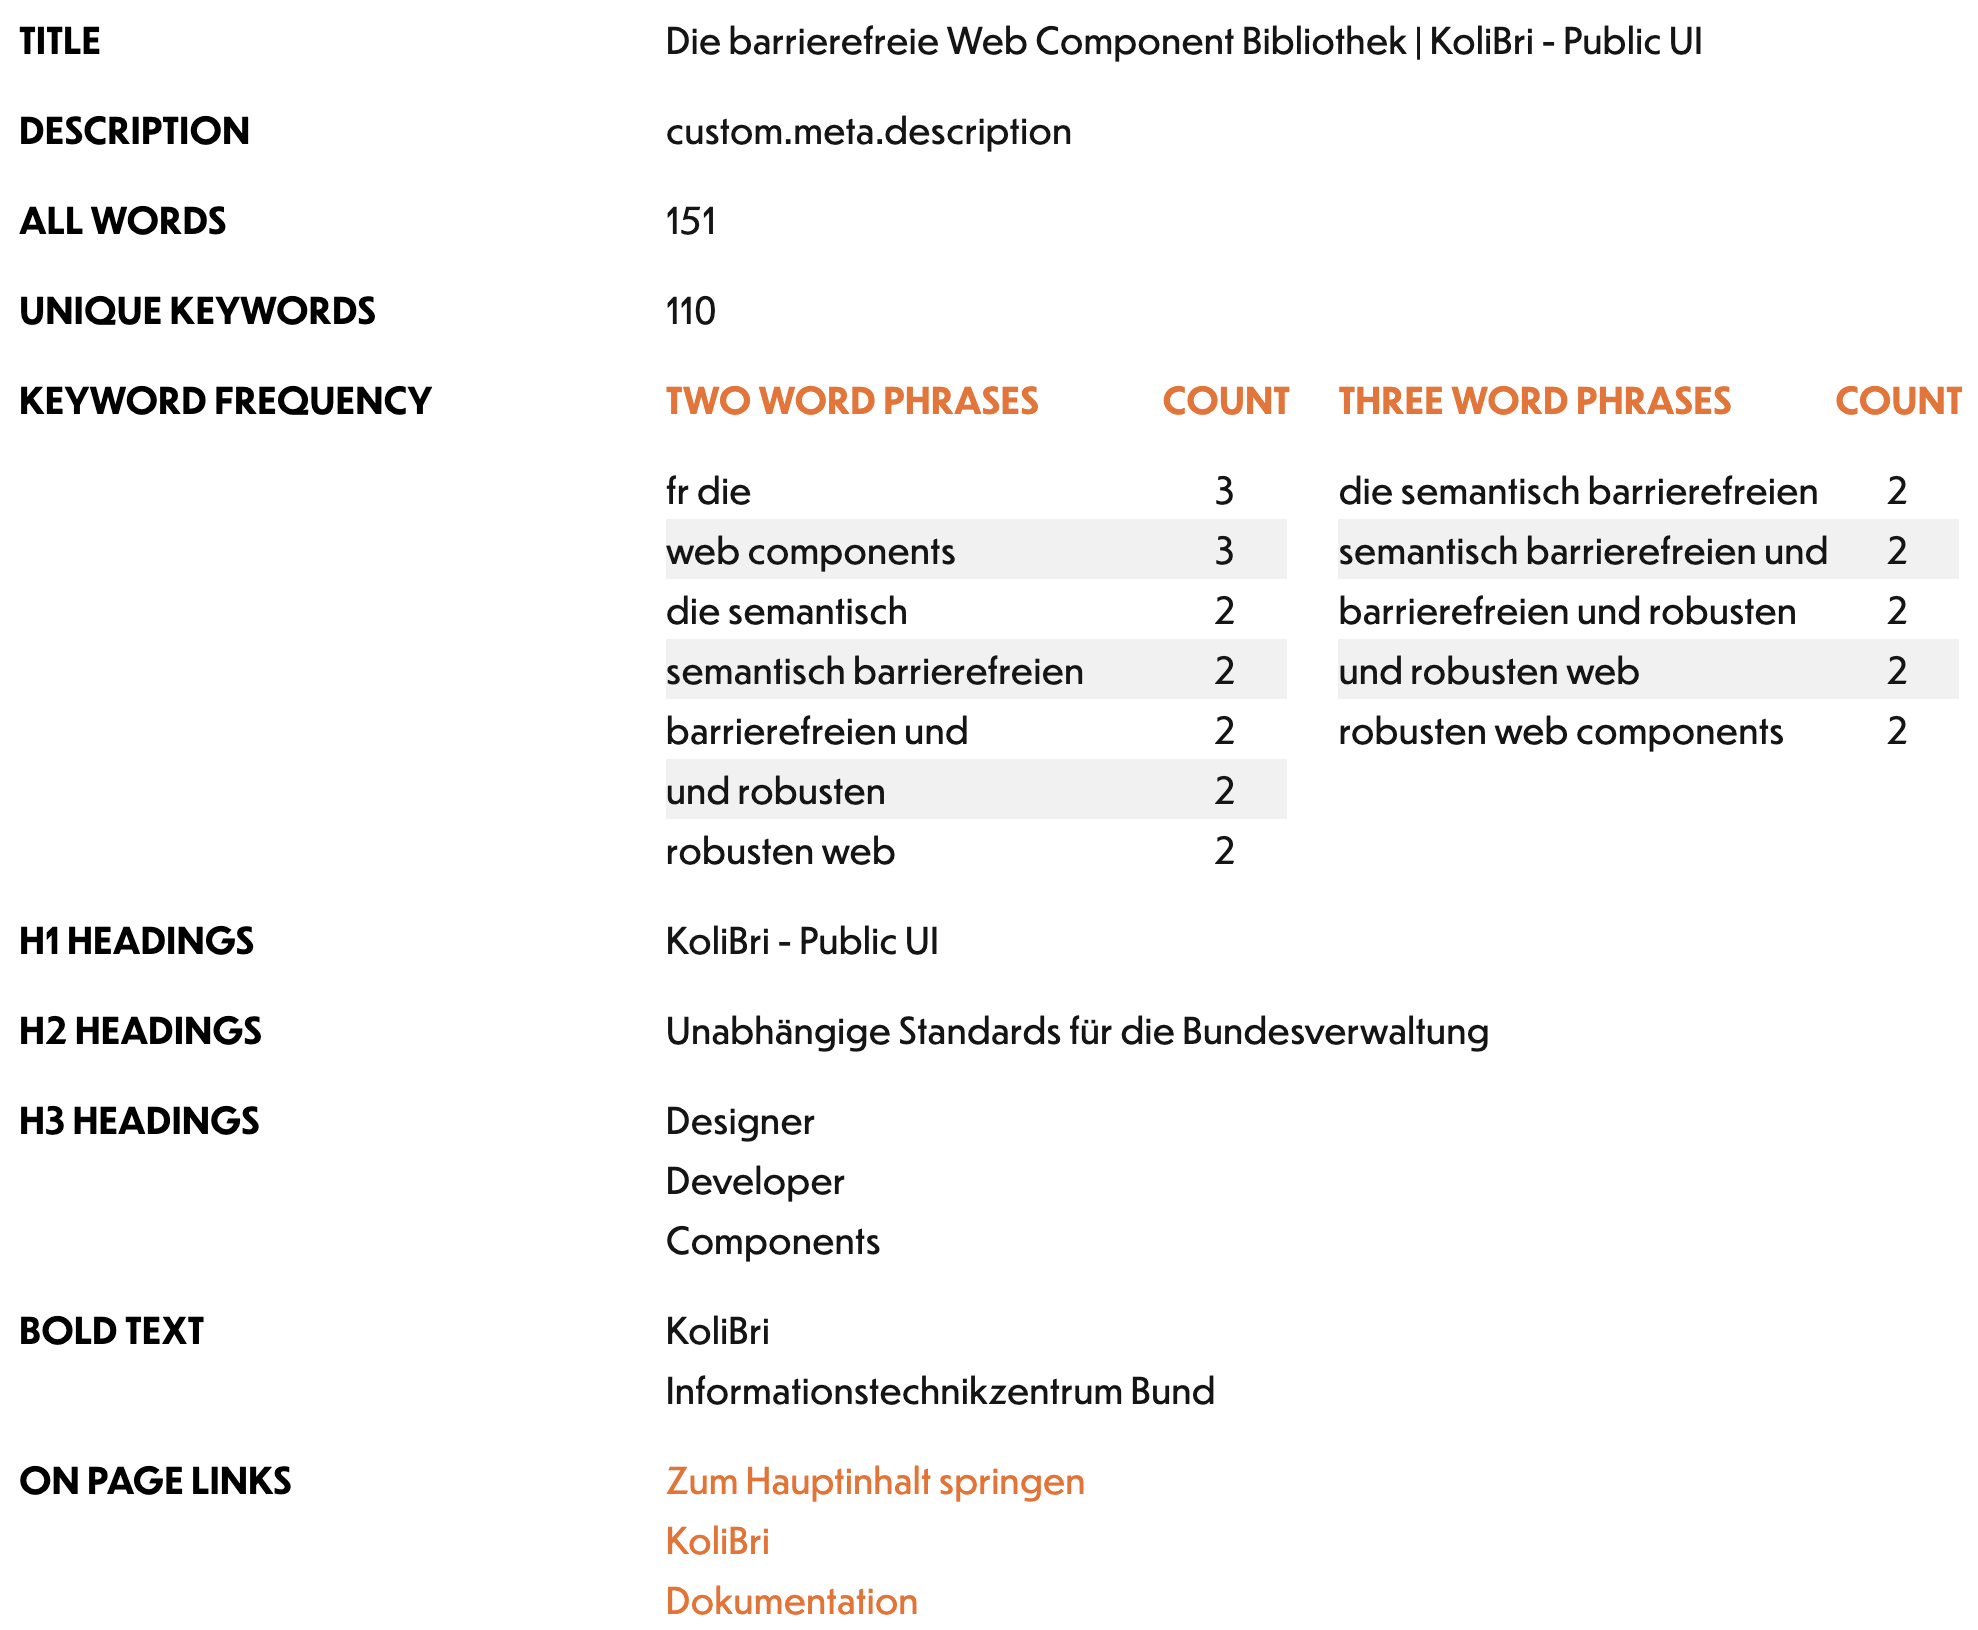 TITLE Die barrierefreie Web Component Bibliothek | KoliBri - Public UI
DESCRIPTION custom.meta.description
ALL WORDS 151
UNIQUE KEYWORDS 110
KEYWORD FREQUENCY TWO WORD PHRASES COUNT THREE WORD PHRASES COUNT
fr die 3 die semantisch barrierefreien 2
web components 3 semantisch barrierefreien und 2
die semantisch 2 barrierefreien und robusten 2
semantisch barrierefreien 2 und robusten web 2
barrierefreien und 2 robusten web components 2
und robusten 2
robusten web 2
H1 HEADINGS KoliBri - Public UI
H2 HEADINGS Unabhängige Standards für die Bundesverwaltung
H3 HEADINGS Designer
Developer
Components
BOLD TEXT KoliBri
Informationstechnikzentrum Bund
ON PAGE LINKS Zum Hauptinhalt springen
KoliBri
Dokumentation